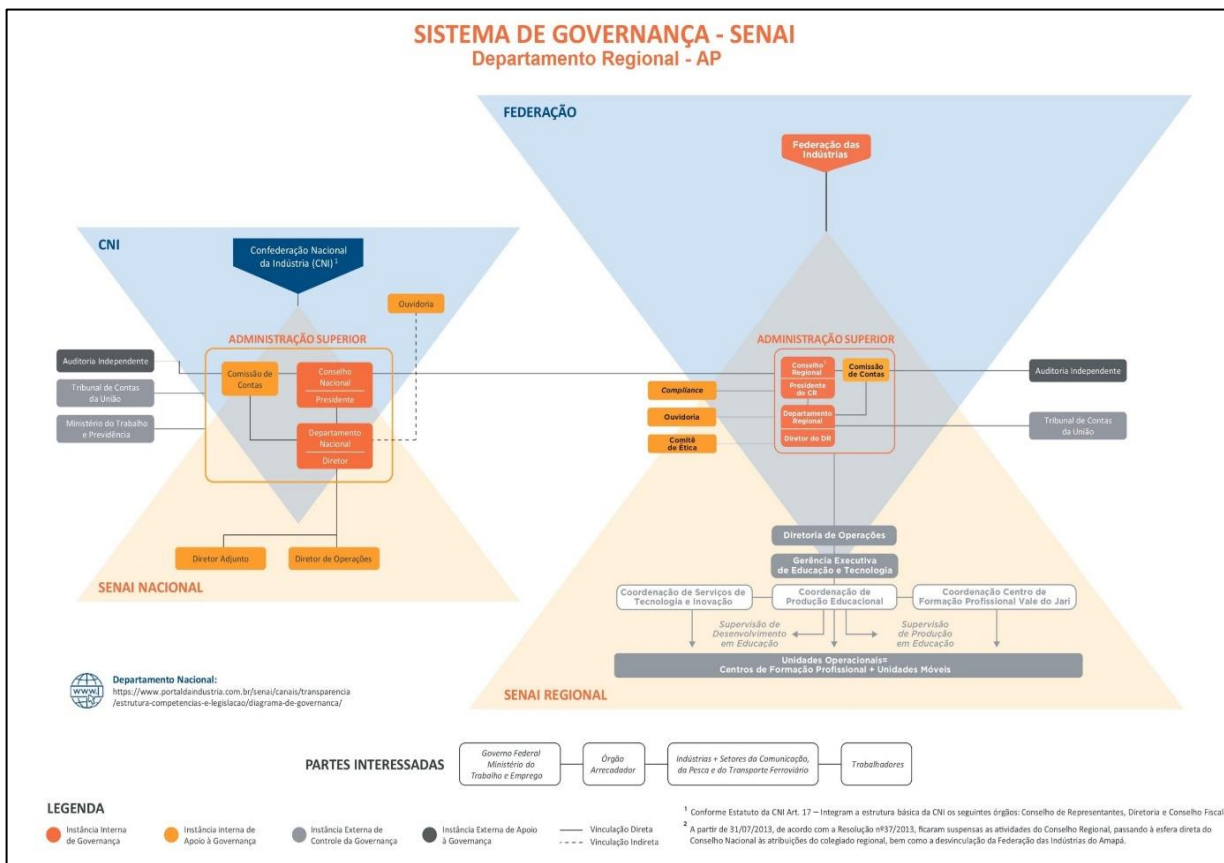 SISTEMA DE GOVERNANÇA - SENAI
Departamento Regional - AP
FEDERAÇÃO
Federação das
Indústrias
CNI
Confederação Nacional
da Indústria (CNI) 1
Ouvidoria
ADMINISTRAÇÃO SUPERIOR
Auditoria Independente
Tribunal de Contas
da União
Ministério do Trabalho
e Previdência
Comissão de
Contas
Conselho
Nacional
Presidente
Departamento
Nacional
Diretor
Diretor Adjunto
Diretor de Operações
SENAI NACIONAL
ADMINISTRAÇÃO SUPERIOR
Compliance
Ouvidoria
Comitê
de Ética
Conselho 2
Regional
Presidente
do CR
Comissão
de Contas
Departamento
Regional
Diretor do DR
Auditoria Independente
Tribunal de Contas
da União
Diretoria de Operações
Gerência Executiva
de Educação e Tecnologia
Coordenação de Serviços de
Tecnologia e Inovação
Coordenação de
Produção Educacional
Coordenação Centro de
Formação Profissional Vale do Jari
Supervisão de
Desenvolvimento
em Educação
Supervisão
de Produção
em Educação
Unidades Operacionais=
Centros de Formação Profissional + Unidades Móveis
SENAI REGIONAL
www.
Departamento Nacional:
https://www.portaldaindustria.com.br/senai/canais/transparencia
/estrutura-competencias-e-legislacao/diagrama-de-governanca/
PARTES INTERESSADAS
Governo Federal
Ministério do
Trabalho e Emprego
Órgão
Arrecadador
Indústrias + Setores da Comunicação,
da Pesca e do Transporte Ferroviário
Trabalhadores
LEGENDA
Instância Interna
de Governança
Instância interna de
Apoio à Governança
Instância Externa de
Controle da Governança
Instância Externa de Apoio
à Governança
Vinculação Direta
Vinculação Indireta
1 Conforme Estatuto da CNI Art. 17 – Integram a estrutura básica da CNI os seguintes órgãos: Conselho de Representantes, Diretoria e Conselho Fiscal
2 A partir de 31/07/2013, de acordo com a Resolução nº37/2013, ficaram suspensas as atividades do Conselho Regional, passando à esfera direta do
Conselho Nacional às atribuições do colegiado regional, bem como a desvinculação da Federação das Indústrias do Amapá.